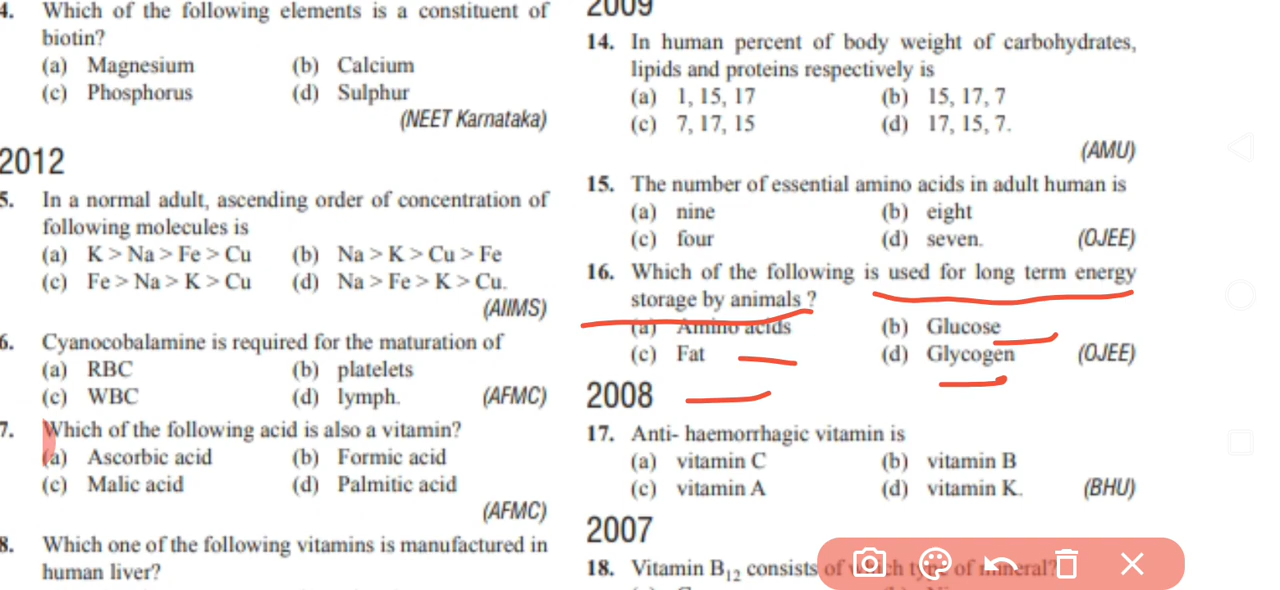 4. Which of the following elements is a constituent of
biotin?
(a) Magnesium (b) Calcium
(c) Phosphorus (d) Sulphur
(NEET Karnataka)
2012
5. In a normal adult, ascending order of concentration of
following molecules is
(a) K > Na > Fe > Cu (b) Na > K > Cu > Fe
(c) Fe > Na > K > Cu (d) Na > Fe > K > Cu.
(AIIMS)
6. Cyanocobalamine is required for the maturation of
(a) RBC (b) platelets
(c) WBC (d) lymph. (AFMC)
7. Which of the following acid is also a vitamin?
(a) Ascorbic acid (b) Formic acid
(c) Malic acid (d) Palmitic acid
(AFMC)
8. Which one of the following vitamins is manufactured in
human liver?
2009
14. In human percent of body weight of carbohydrates,
lipids and proteins respectively is
(a) 1, 15, 17 (b) 15, 17, 7
(c) 7, 17, 15 (d) 17, 15, 7.
(AMU)
15. The number of essential amino acids in adult human is
(a) nine (b) eight
(c) four (d) seven. (OJEE)
16. Which of the following is used for long term energy
storage by animals ?
(a) Amino acids (b) Glucose
(c) Fat (d) Glycogen (OJEE)
2008
17. Anti- haemorrhagic vitamin is
(a) vitamin C (b) vitamin B
(c) vitamin A (d) vitamin K. (BHU)
2007
18. Vitamin B12 consists of which type of mineral?